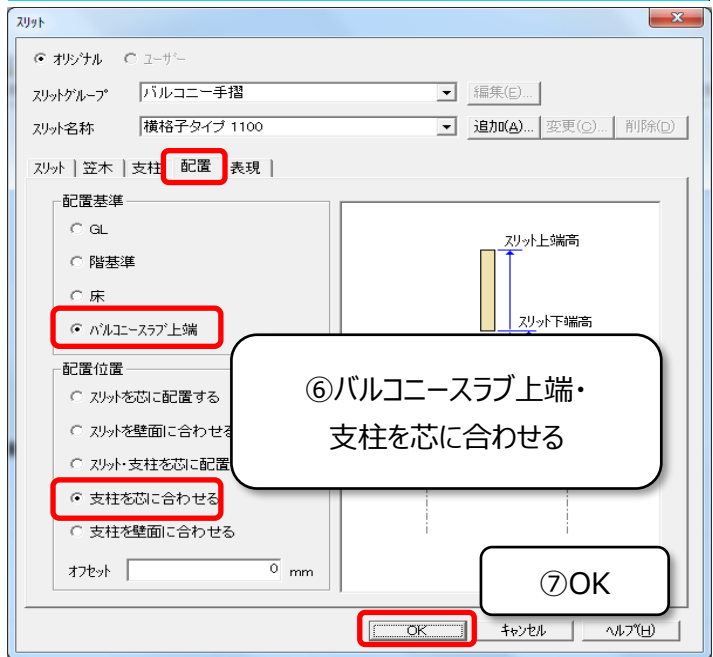 スリット
オリジナル ユーザー
スリットグループ バルコニー手摺 編集(E)...
スリット名称 横格子タイプ 1100 追加(A)... 変更(C)... 削除(D)
スリット 笠木 支柱 配置 表現
配置基準
GL
階基準
床
バルコニースラブ上端
スリット上端高
スリット下端高
配置位置
スリットを芯に配置する
スリットを壁面に合わせる
スリット・支柱を芯に配置
支柱を芯に合わせる
支柱を壁面に合わせる
オフセット 0 mm
⑥バルコニースラブ上端・
支柱を芯に合わせる
⑦OK
OK キャンセル ヘルプ(H)